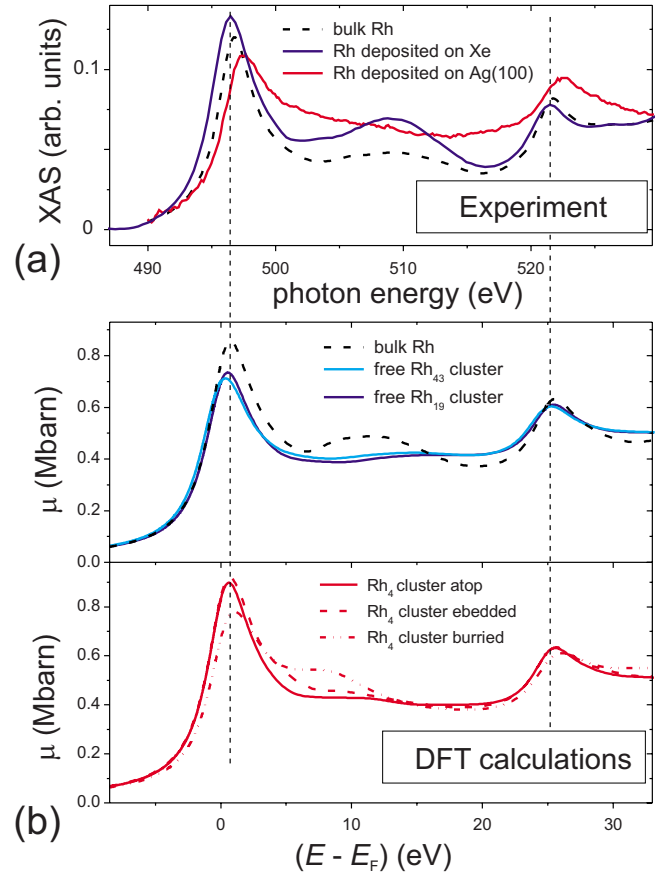 bulk Rh
Rh deposited on Xe
Rh deposited on Ag(100)
0.1
0
XAS (arb. units)
Experiment
(a)
490 500 510 520
photon energy (eV)
bulk Rh
free Rh43 cluster
free Rh19 cluster
0.8
0.6
0.4
0.2
0.0
μ (Mbarn)
Rh4 cluster atop
Rh4 cluster ebedded
Rh4 cluster burried
0.8
0.6
0.4
0.2
0.0
μ (Mbarn)
DFT calculations
(b)
0 10 20 30
(E - EF) (eV)